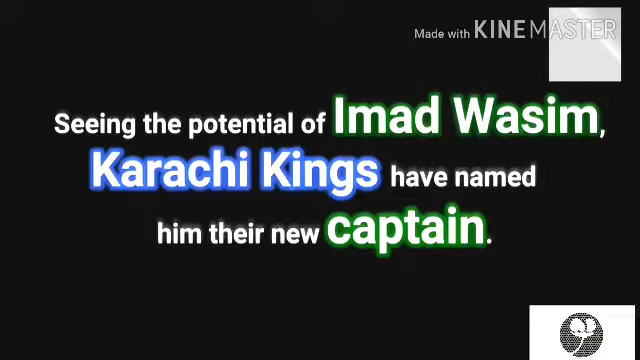 Made with KINEMASTER
Seeing the potential of Imad Wasim,
Karachi Kings have named
him their new captain.